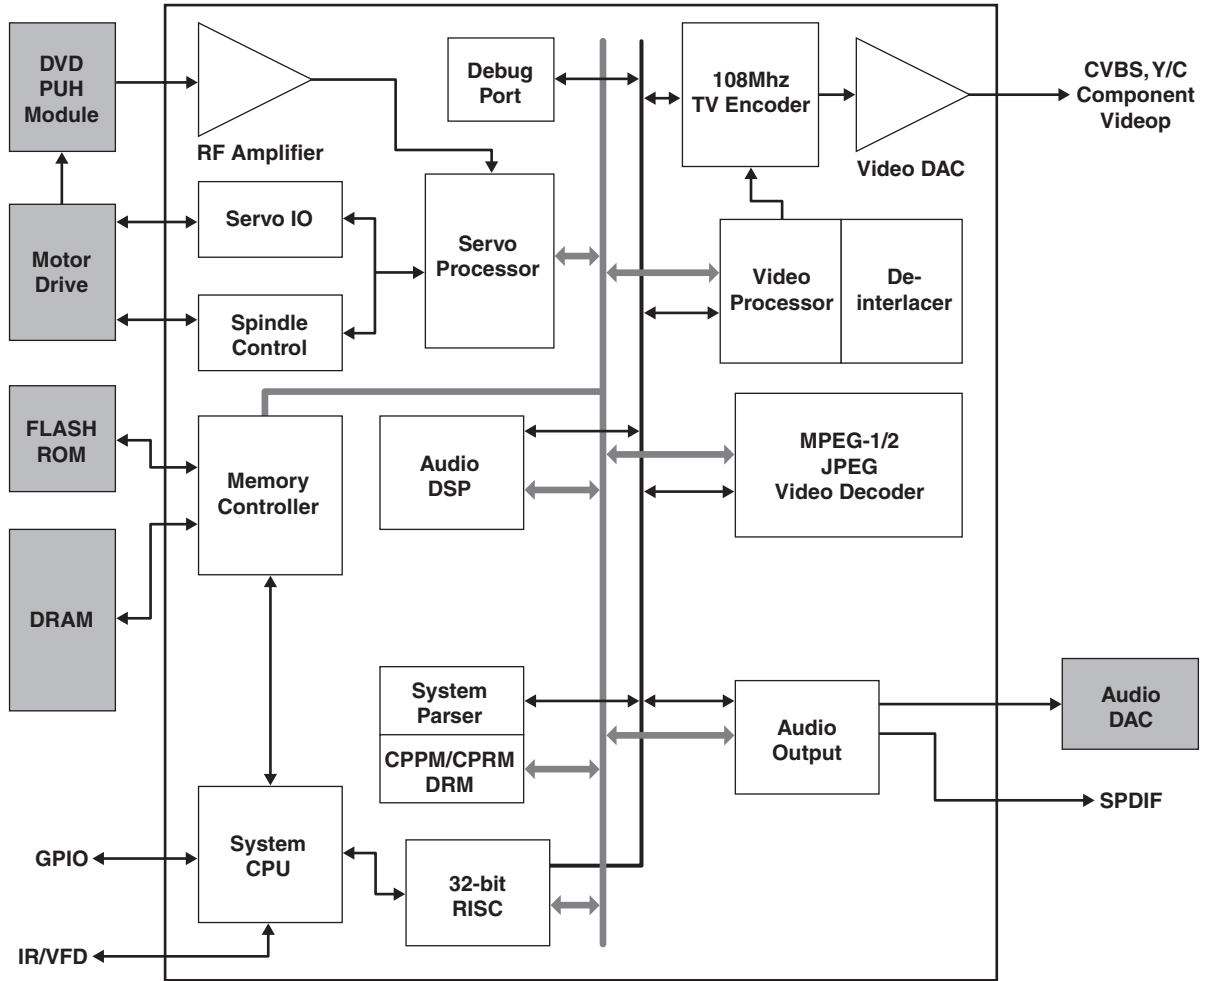 DVD
PUH
Module
RF Amplifier
Debug
Port
108Mhz
TV Encoder
Video DAC
CVBS, Y/C
Component
Videop
Motor
Drive
Servo IO
Spindle
Control
Servo
Processor
Video
Processor
De-
interlacer
FLASH
ROM
DRAM
Memory
Controller
Audio
DSP
MPEG-1/2
JPEG
Video Decoder
System
Parser
CPPM/CPRM
DRM
Audio
Output
Audio
DAC
SPDIF
GPIO
IR/VFD
System
CPU
32-bit
RISC